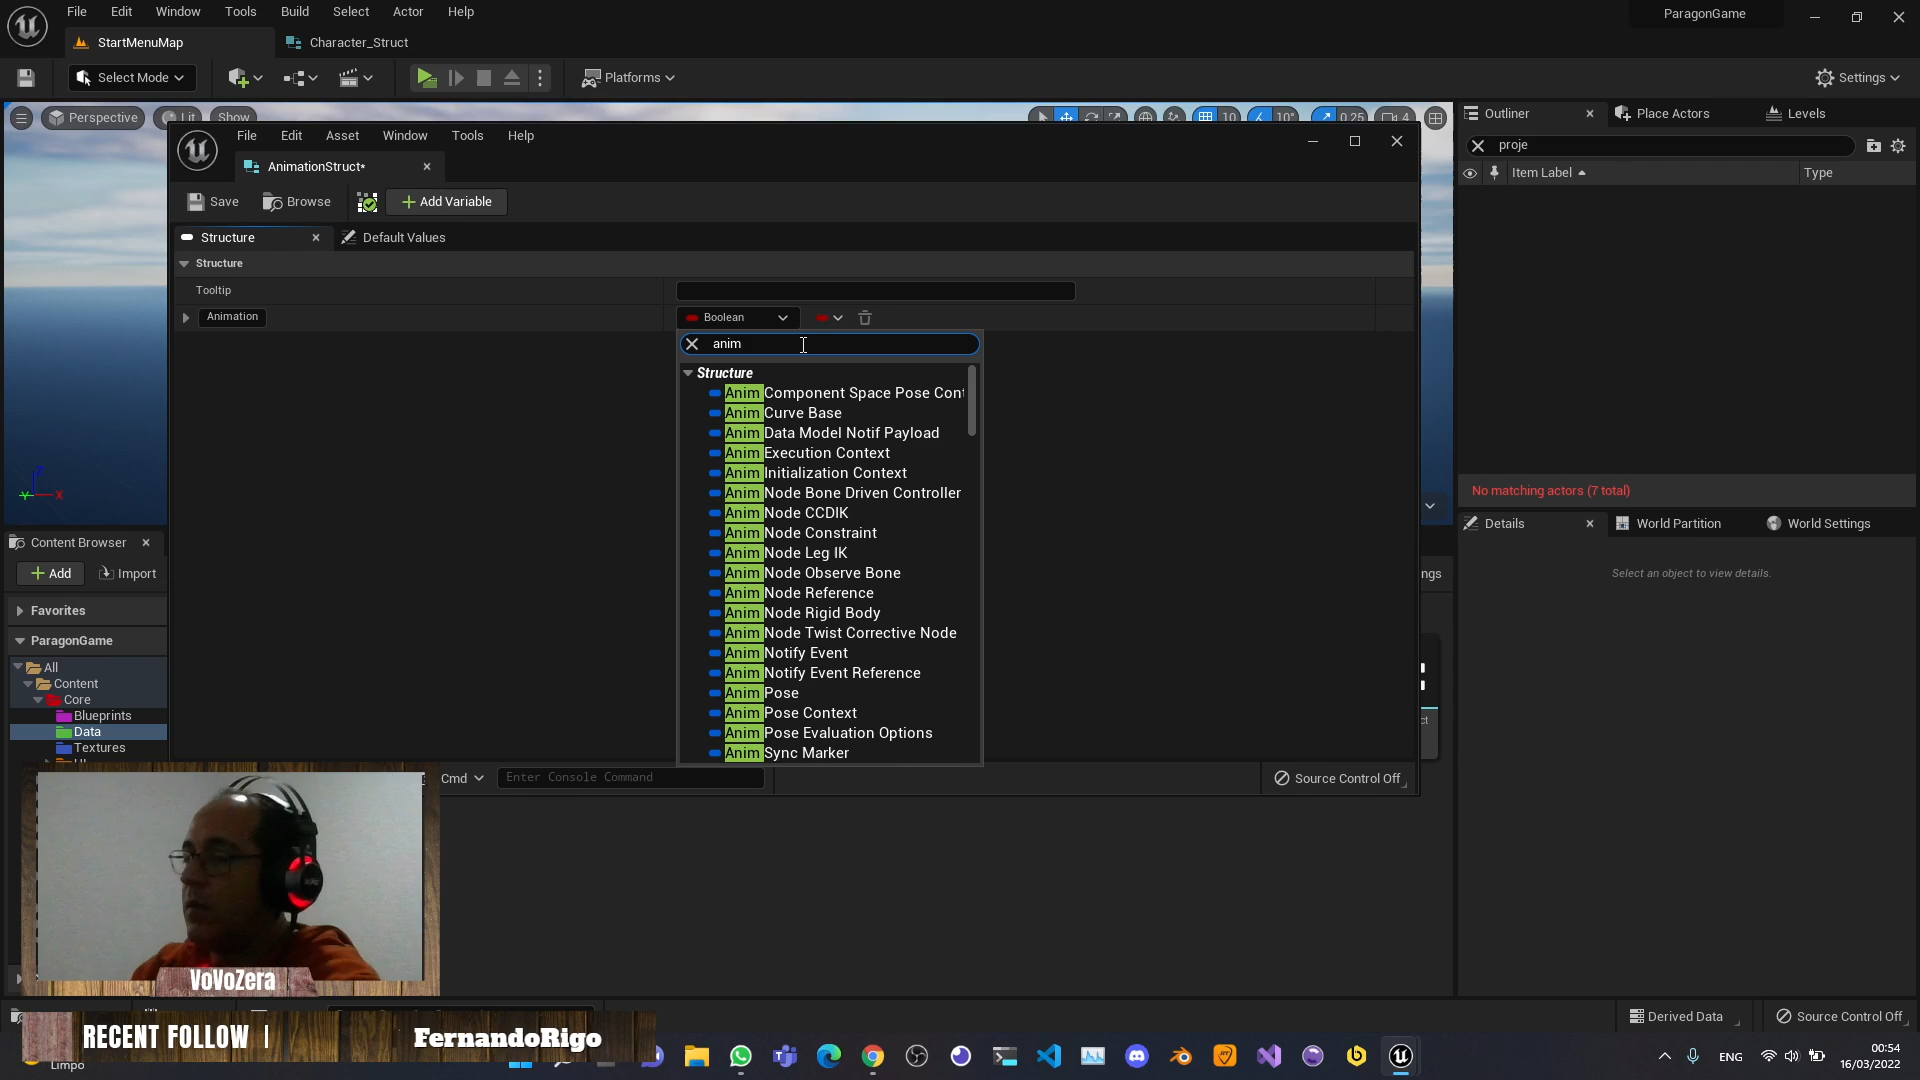 File Edit Window Tools Build Select Actor Help
ParagonGame
StartMenuMap
Character_Struct
Select Mode
Platforms
Settings
Perspective
Lit
Show
10
10°
0.25
4
File Edit Asset Window Tools Help
AnimationStruct*
Save
Browse
Add Variable
Structure
Default Values
Structure
Tooltip
Animation
Boolean
anim
Structure
Anim Component Space Pose Cont
Anim Curve Base
Anim Data Model Notif Payload
Anim Execution Context
Anim Initialization Context
Anim Node Bone Driven Controller
Anim Node CCDIK
Anim Node Constraint
Anim Node Leg IK
Anim Node Observe Bone
Anim Node Reference
Anim Node Rigid Body
Anim Node Twist Corrective Node
Anim Notify Event
Anim Notify Event Reference
Anim Pose
Anim Pose Context
Anim Pose Evaluation Options
Anim Sync Marker
Cmd
Enter Console Command
Source Control Off
Outliner
Place Actors
Levels
proje
Item Label
Type
No matching actors (7 total)
Details
World Partition
World Settings
Select an object to view details.
Z
Y
X
Content Browser
Add
Import
ngs
Favorites
ParagonGame
All
Content
Core
Blueprints
Data
Textures
ct
VoVoZera
RECENT FOLLOW |
FernandoRigo
Derived Data
Source Control Off
Limpo
ENG
00:54
16/03/2022